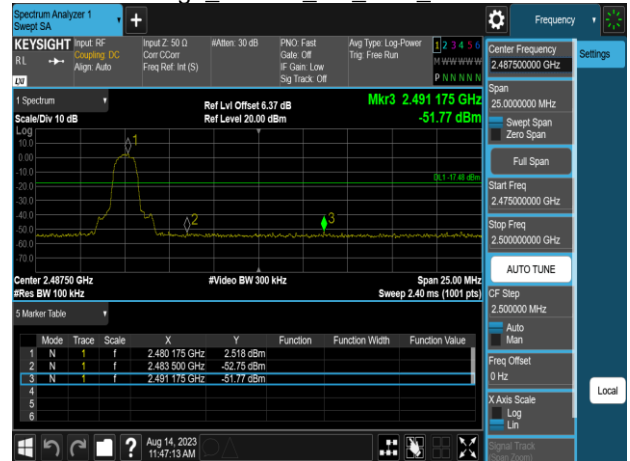 Spectrum Analyzer 1
Swept SA
+
Frequency
KEYSIGHT
RL
LXI
Input: RF
Coupling: DC
Align: Auto
Input Z: 50 Ω
Corr CCorr
Freq Ref: Int (S)
#Atten: 30 dB
PNO: Fast
Gate: Off
IF Gain: Low
Sig Track: Off
Avg Type: Log-Power
Trig: Free Run
1 2 3 4 5 6
M W W W W W
P N N N N N
1 Spectrum
Scale/Div 10 dB
Ref Lvl Offset 6.37 dB
Ref Level 20.00 dBm
Mkr3 2.491 175 GHz
-51.77 dBm
Log
10.0
0.00
-10.0
-20.0
-30.0
-40.0
-50.0
-60.0
-70.0
1
2
3
DL1 -17.48 dBm
Center 2.48750 GHz
#Res BW 100 kHz
#Video BW 300 kHz
Span 25.00 MHz
Sweep 2.40 ms (1001 pts)
5 Marker Table
Mode Trace Scale X Y Function Function Width Function Value
1 N 1 f 2.480 175 GHz 2.518 dBm
2 N 1 f 2.483 500 GHz -52.75 dBm
3 N 1 f 2.491 175 GHz -51.77 dBm
4
5
6
?
Aug 14, 2023
11:47:13 AM
Center Frequency
2.487500000 GHz
Span
25.0000000 MHz
Swept Span
Zero Span
Full Span
Start Freq
2.475000000 GHz
Stop Freq
2.500000000 GHz
AUTO TUNE
CF Step
2.500000 MHz
Auto
Man
Freq Offset
0 Hz
X Axis Scale
Log
Lin
Signal Track
(Span Zoom)
Settings
Local